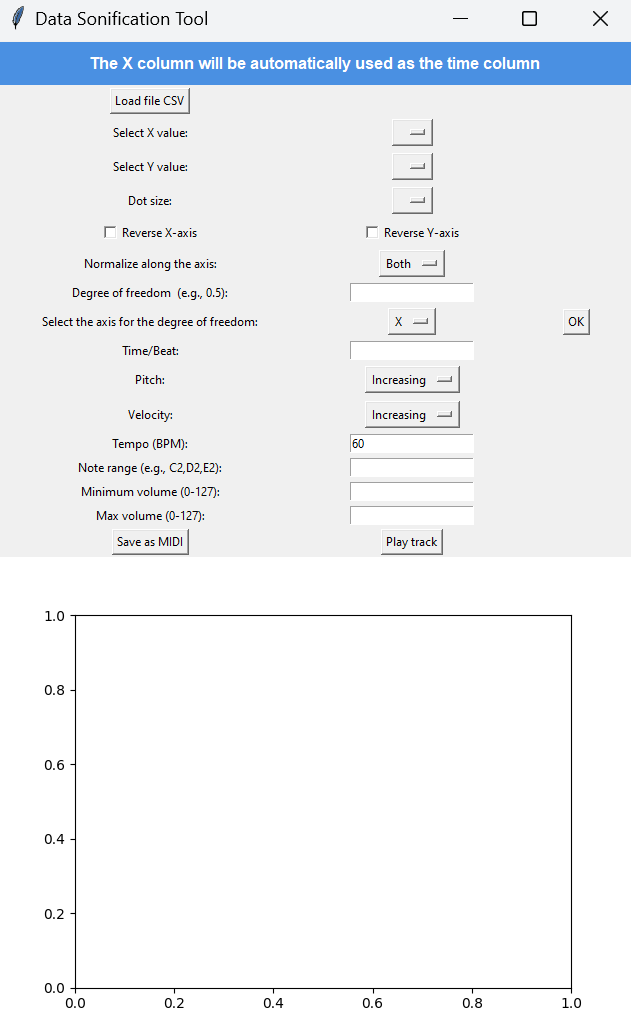 Data Sonification Tool
The X column will be automatically used as the time column
Load file CSV
Select X value:
Select Y value:
Dot size:
Reverse X-axis Reverse Y-axis
Normalize along the axis: Both
Degree of freedom (e.g., 0.5):
Select the axis for the degree of freedom: X OK
Time/Beat:
Pitch: Increasing
Velocity: Increasing
Tempo (BPM): 60
Note range (e.g., C2,D2,E2):
Minimum volume (0-127):
Max volume (0-127):
Save as MIDI Play track
1.0
0.8
0.6
0.4
0.2
0.0
0.0 0.2 0.4 0.6 0.8 1.0